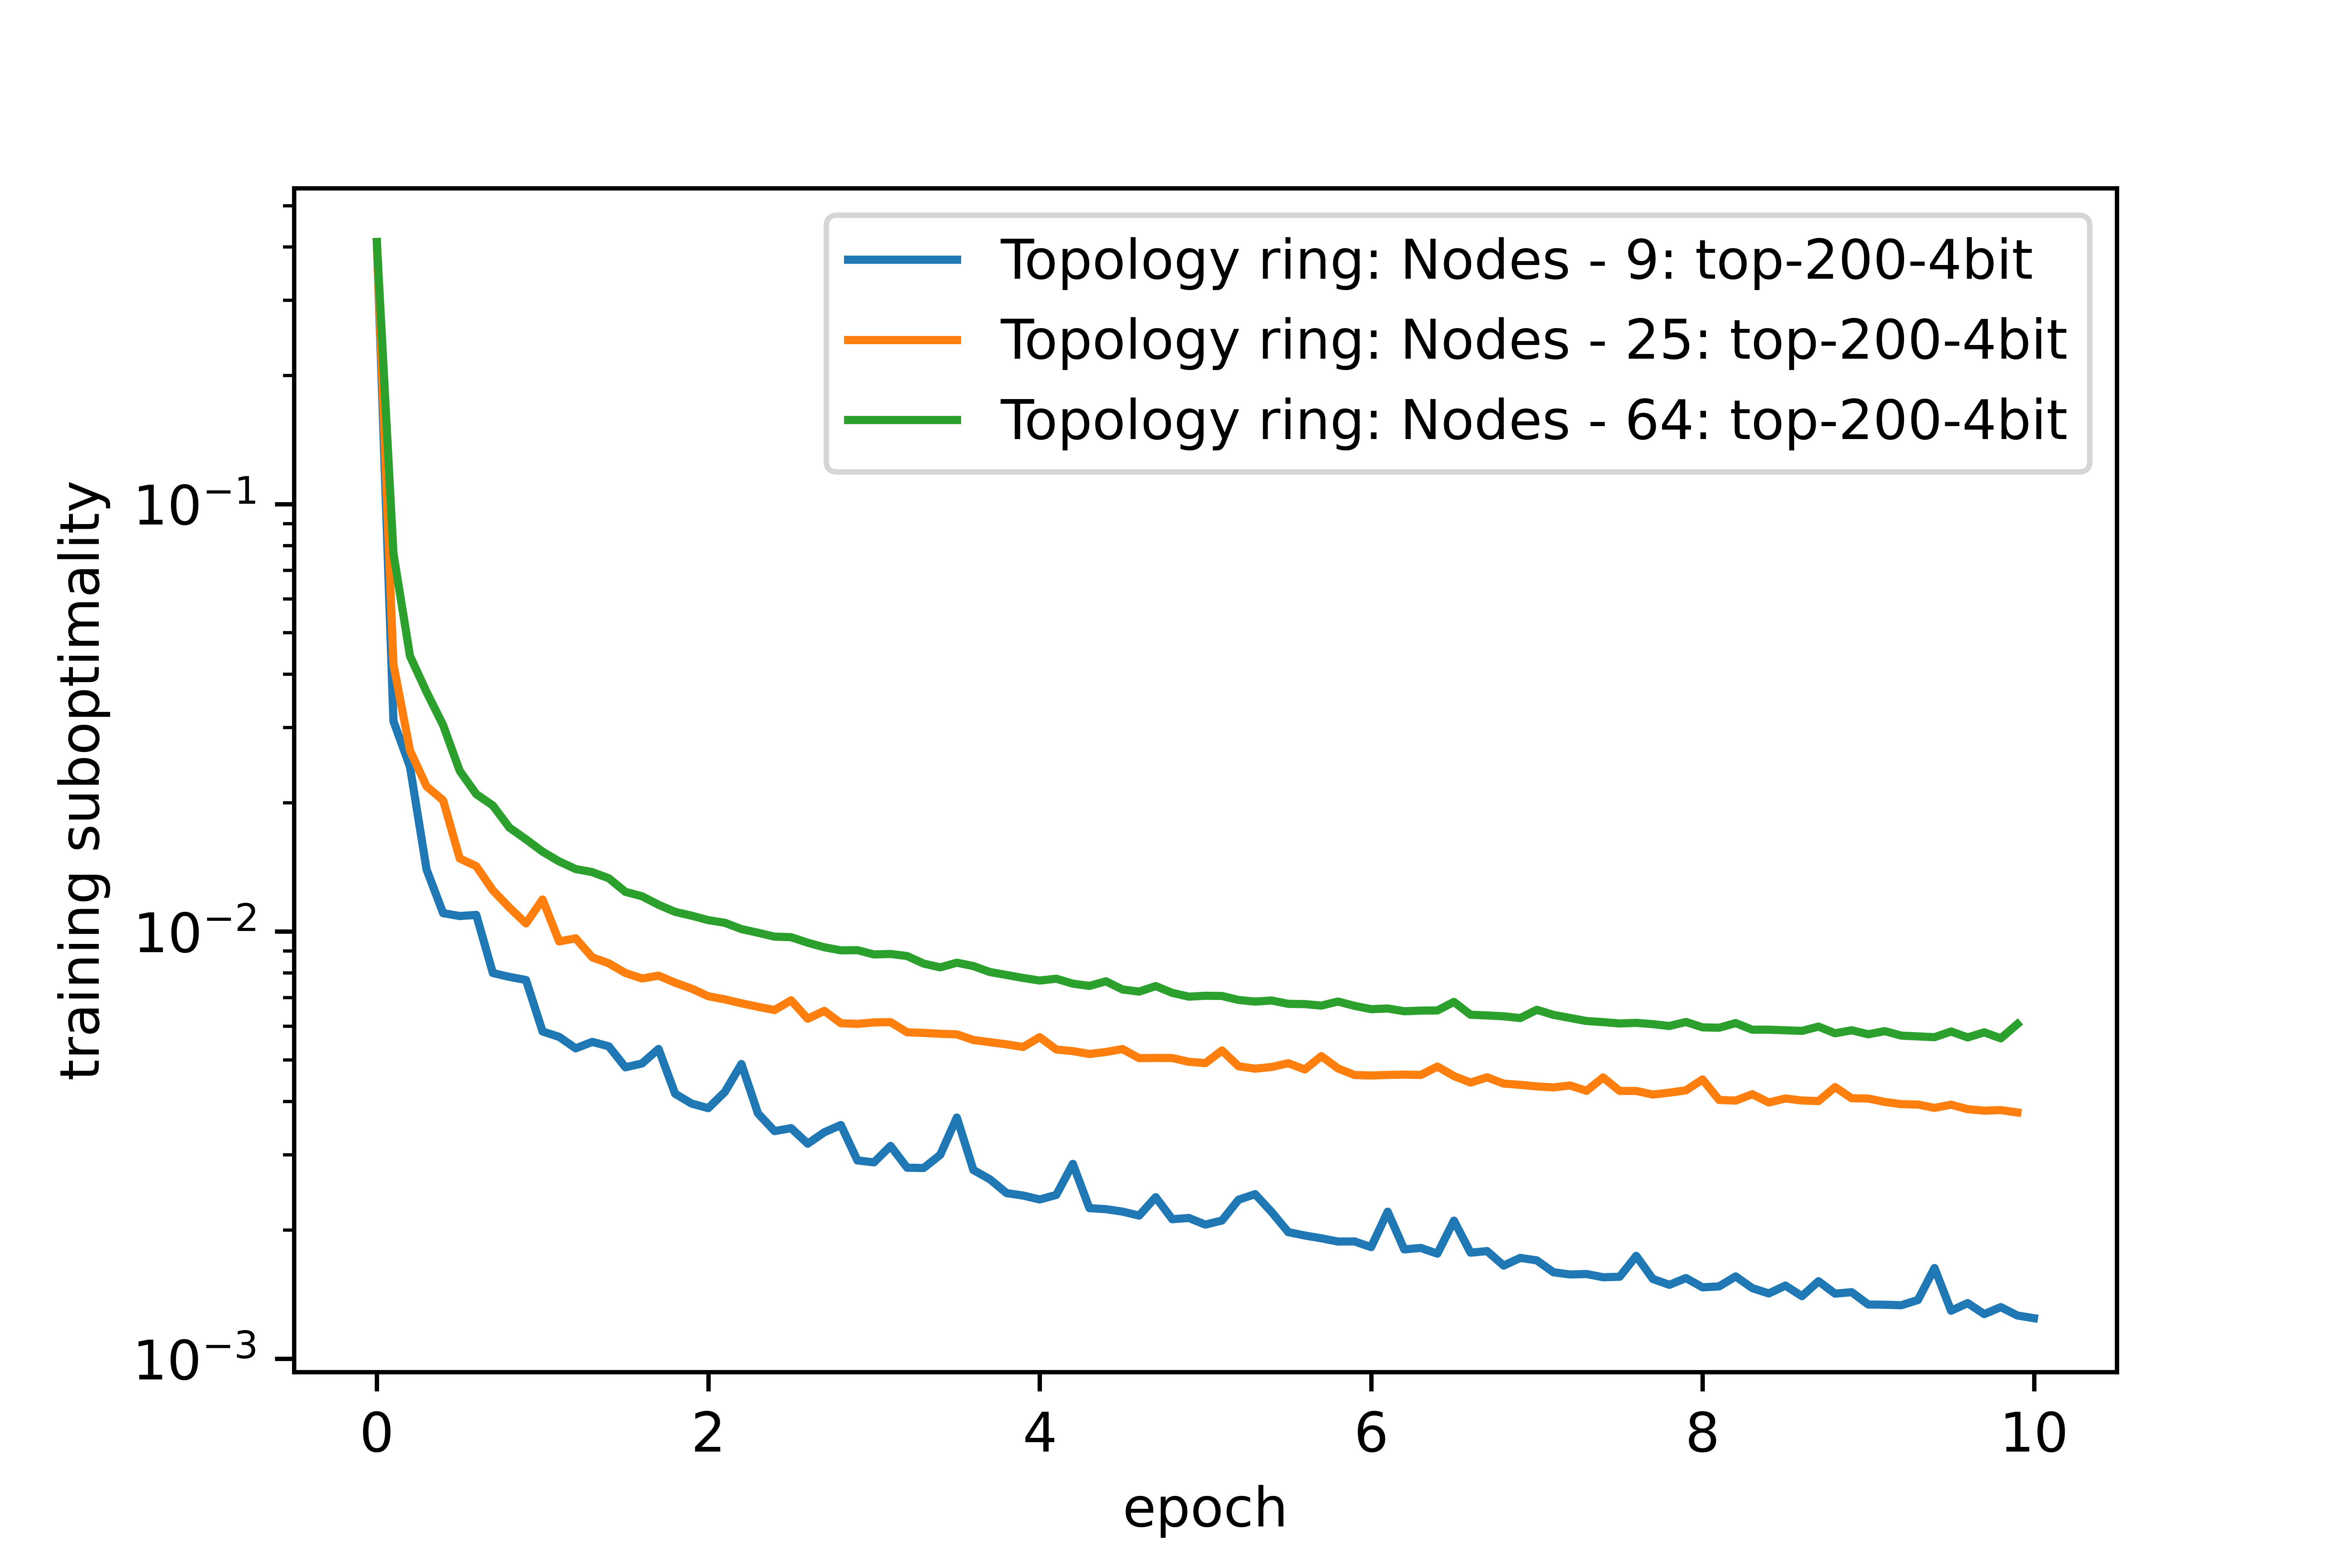 Topology ring: Nodes - 9: top-200-4bit
Topology ring: Nodes - 25: top-200-4bit
Topology ring: Nodes - 64: top-200-4bit
training suboptimality
10⁻¹
10⁻²
10⁻³
0 2 4 6 8 10
epoch